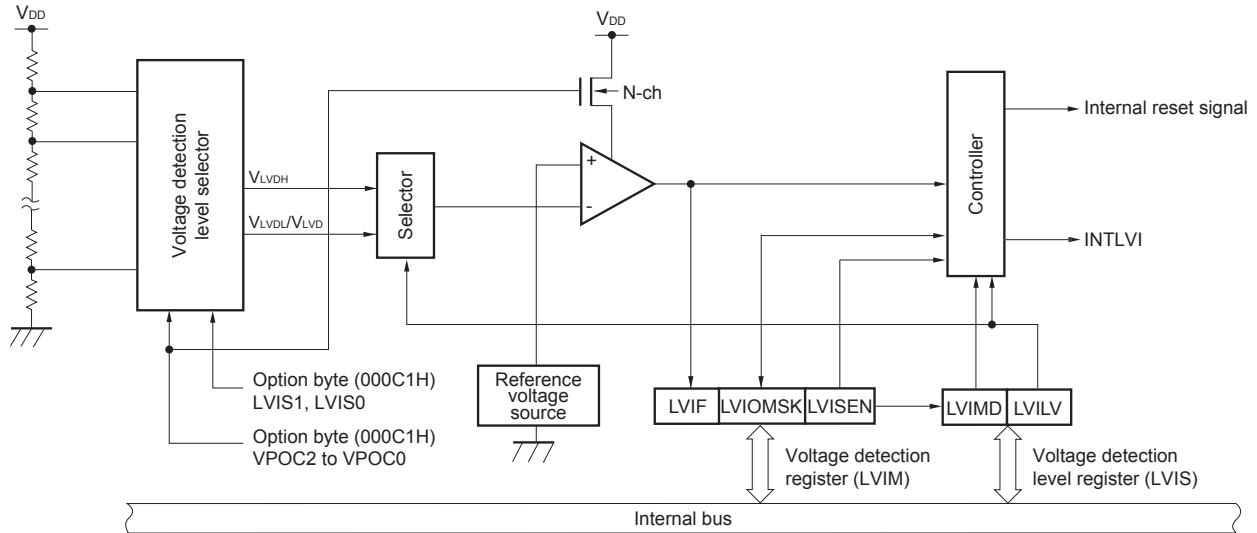 VDD
VDD
N-ch
Voltage detection
level selector
VLVDH
VLVDL/VLVD
Selector
+
-
Controller
Internal reset signal
INTLVI
Option byte (000C1H)
LVIS1, LVIS0
Option byte (000C1H)
VPOC2 to VPOC0
Reference
voltage
source
LVIF
LVIOMSK
LVISEN
LVIMD
LVILV
Voltage detection
register (LVIM)
Voltage detection
level register (LVIS)
Internal bus